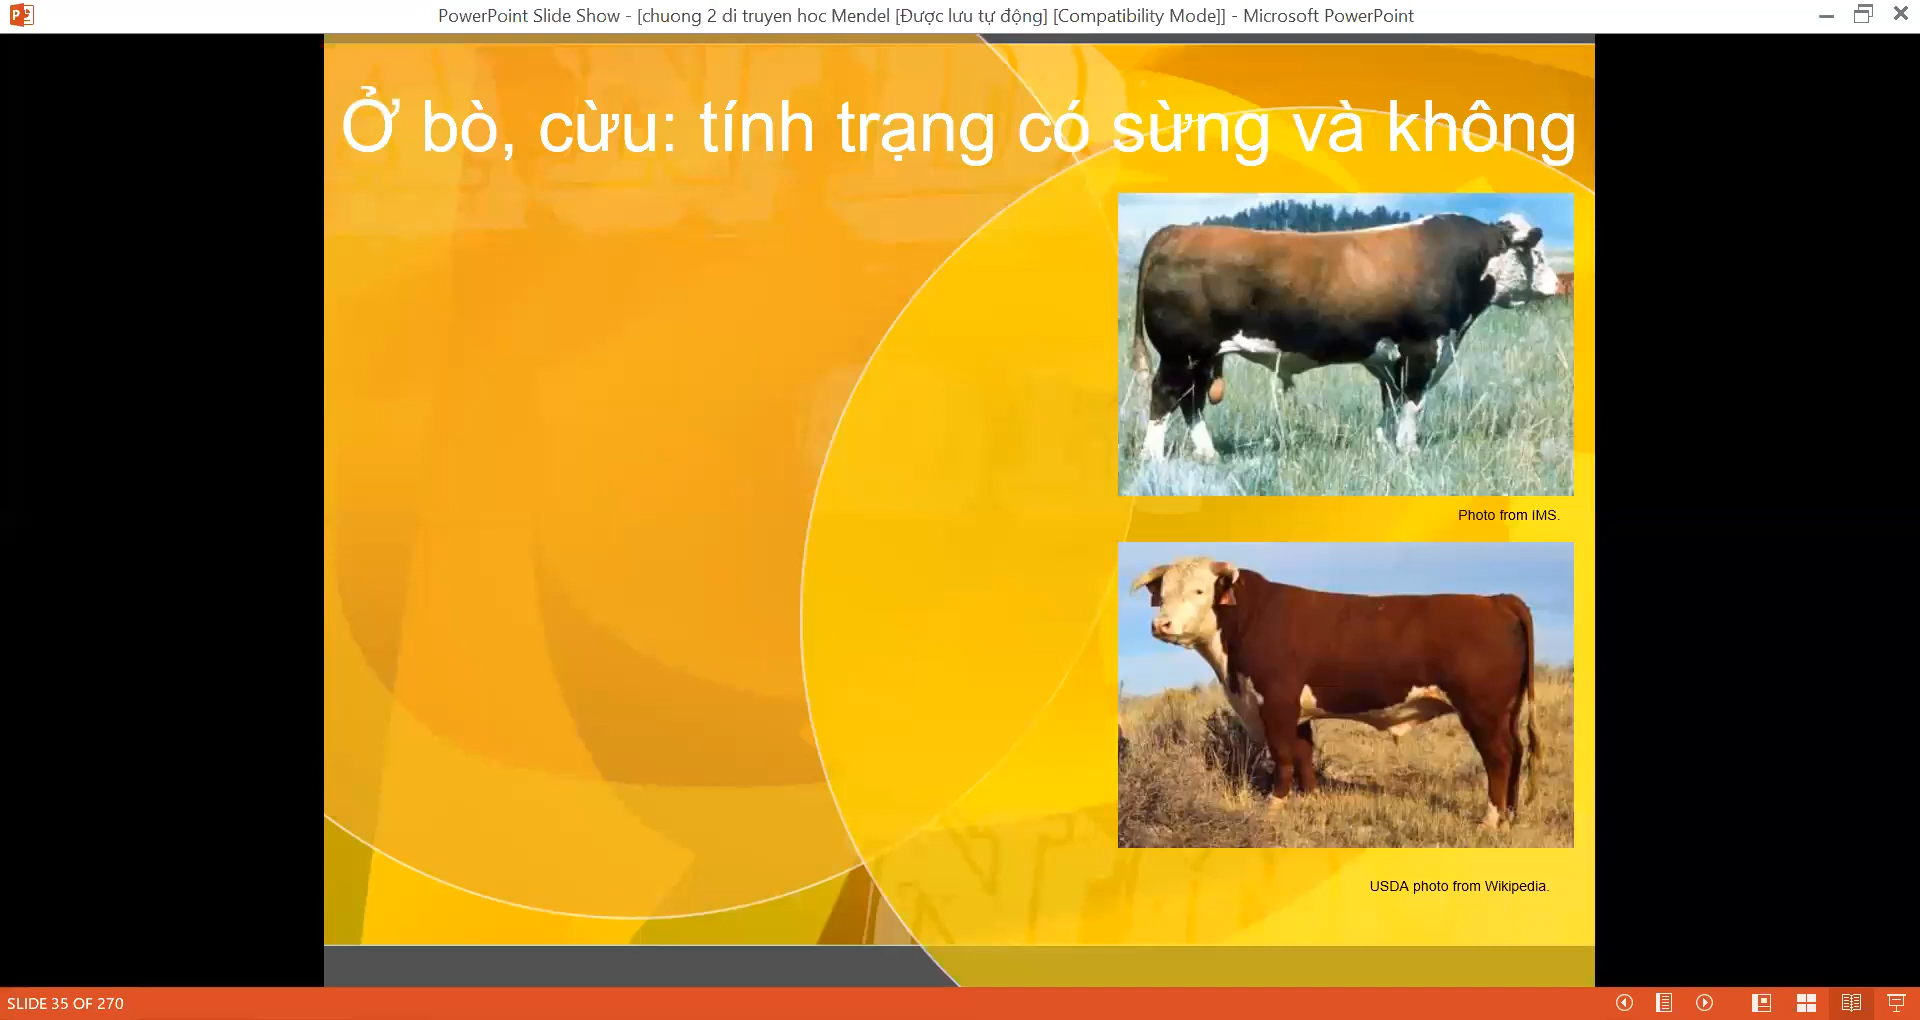 PowerPoint Slide Show - [chuong 2 di truyen hoc Mendel [Được lưu tự động] [Compatibility Mode]] - Microsoft PowerPoint
Ở bò, cừu: tính trạng có sừng và không
Photo from IMS.
USDA photo from Wikipedia.
SLIDE 35 OF 270